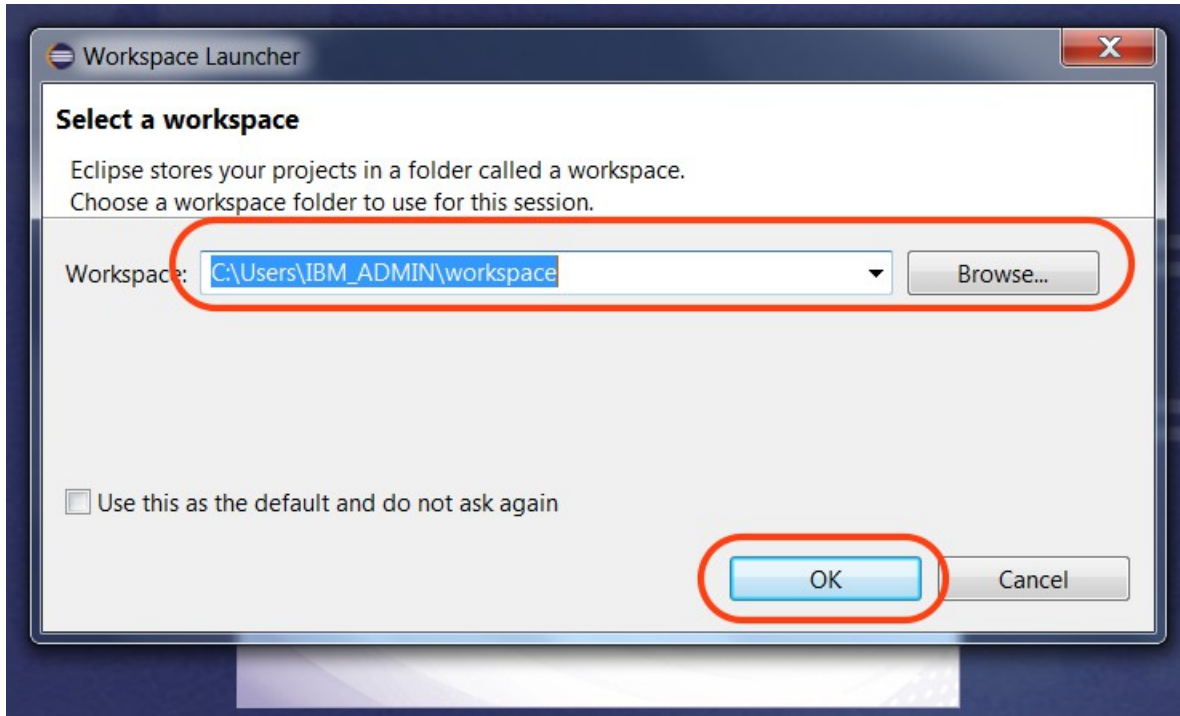 Workspace Launcher
X
Select a workspace
Eclipse stores your projects in a folder called a workspace.
Choose a workspace folder to use for this session.
Workspace: C:\Users\IBM_ADMIN\workspace Browse...
Use this as the default and do not ask again
OK Cancel